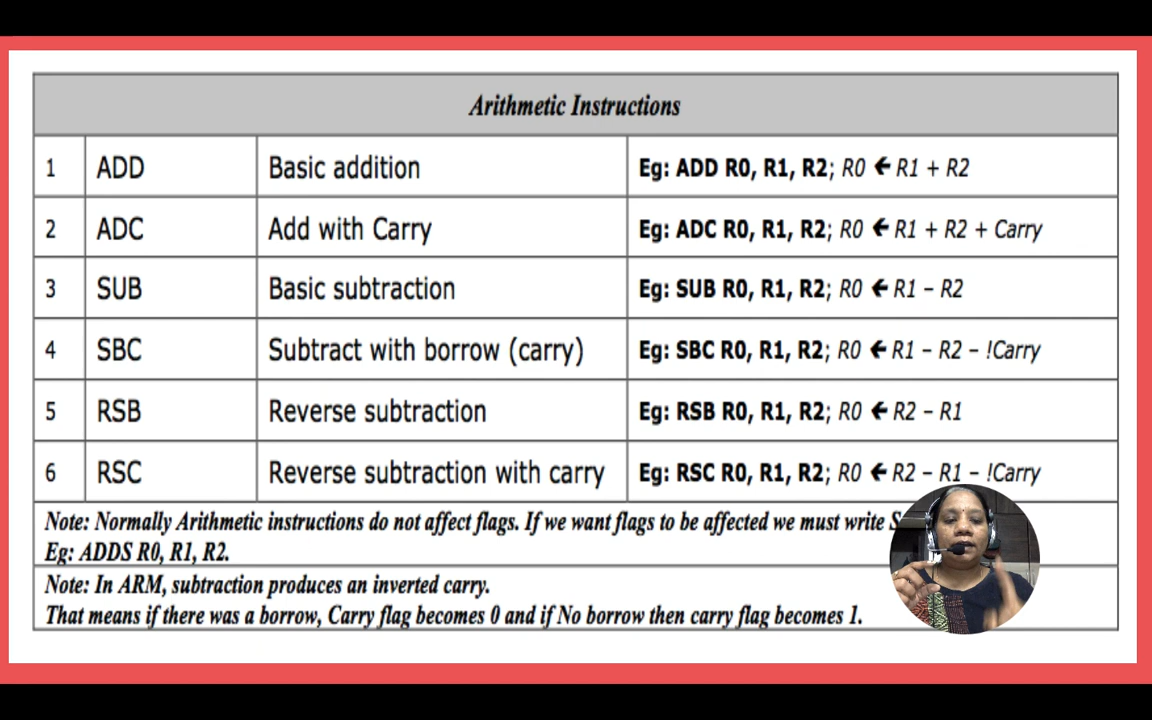 Arithmetic Instructions
1 ADD Basic addition Eg: ADD R0, R1, R2; R0 🡸 R1 + R2
2 ADC Add with Carry Eg: ADC R0, R1, R2; R0 🡸 R1 + R2 + Carry
3 SUB Basic subtraction Eg: SUB R0, R1, R2; R0 🡸 R1 – R2
4 SBC Subtract with borrow (carry) Eg: SBC R0, R1, R2; R0 🡸 R1 – R2 – !Carry
5 RSB Reverse subtraction Eg: RSB R0, R1, R2; R0 🡸 R2 – R1
6 RSC Reverse subtraction with carry Eg: RSC R0, R1, R2; R0 🡸 R2 – R1 – !Carry
Note: Normally Arithmetic instructions do not affect flags. If we want flags to be affected we must write
Eg: ADDS R0, R1, R2.
Note: In ARM, subtraction produces an inverted carry.
That means if there was a borrow, Carry flag becomes 0 and if No borrow then carry flag becomes 1.